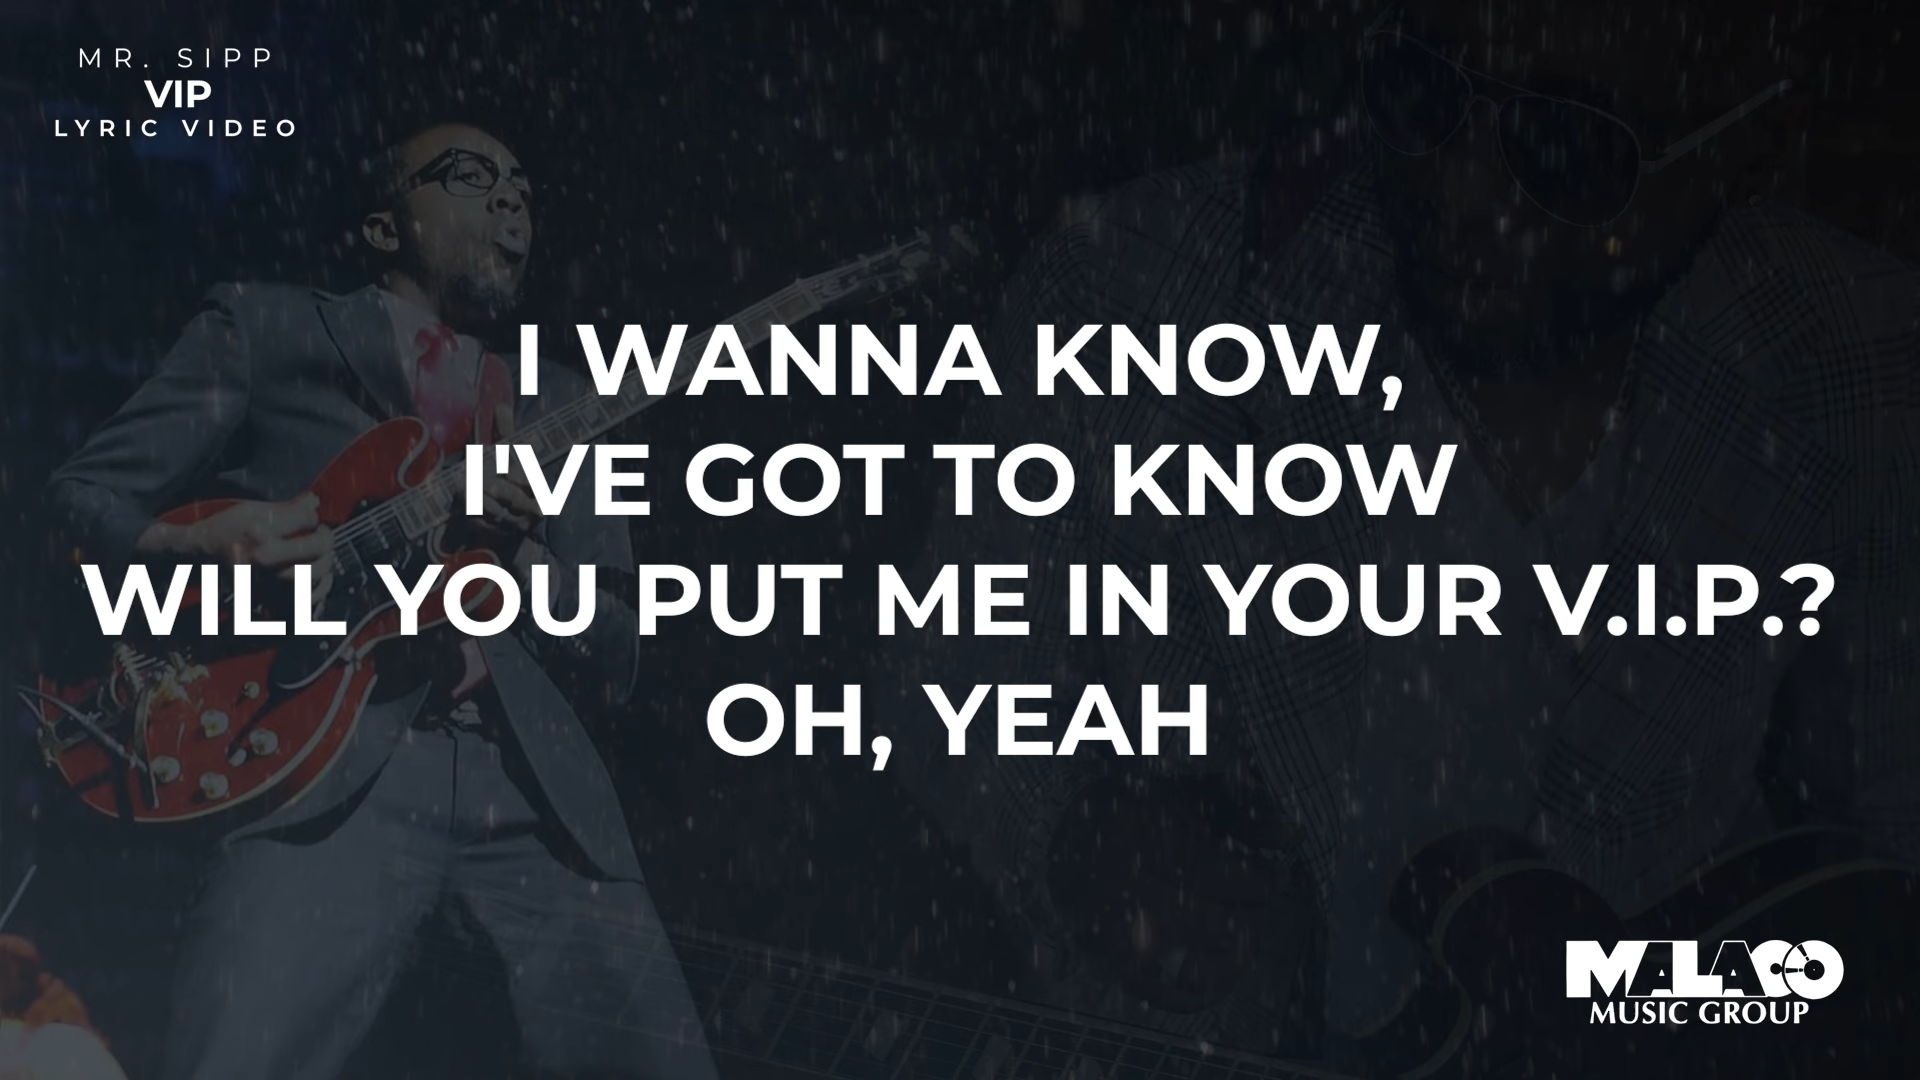 MR. SIPP
VIP
LYRIC VIDEO
I WANNA KNOW,
I'VE GOT TO KNOW
WILL YOU PUT ME IN YOUR V.I.P.?
OH, YEAH
MALACO
MUSIC GROUP